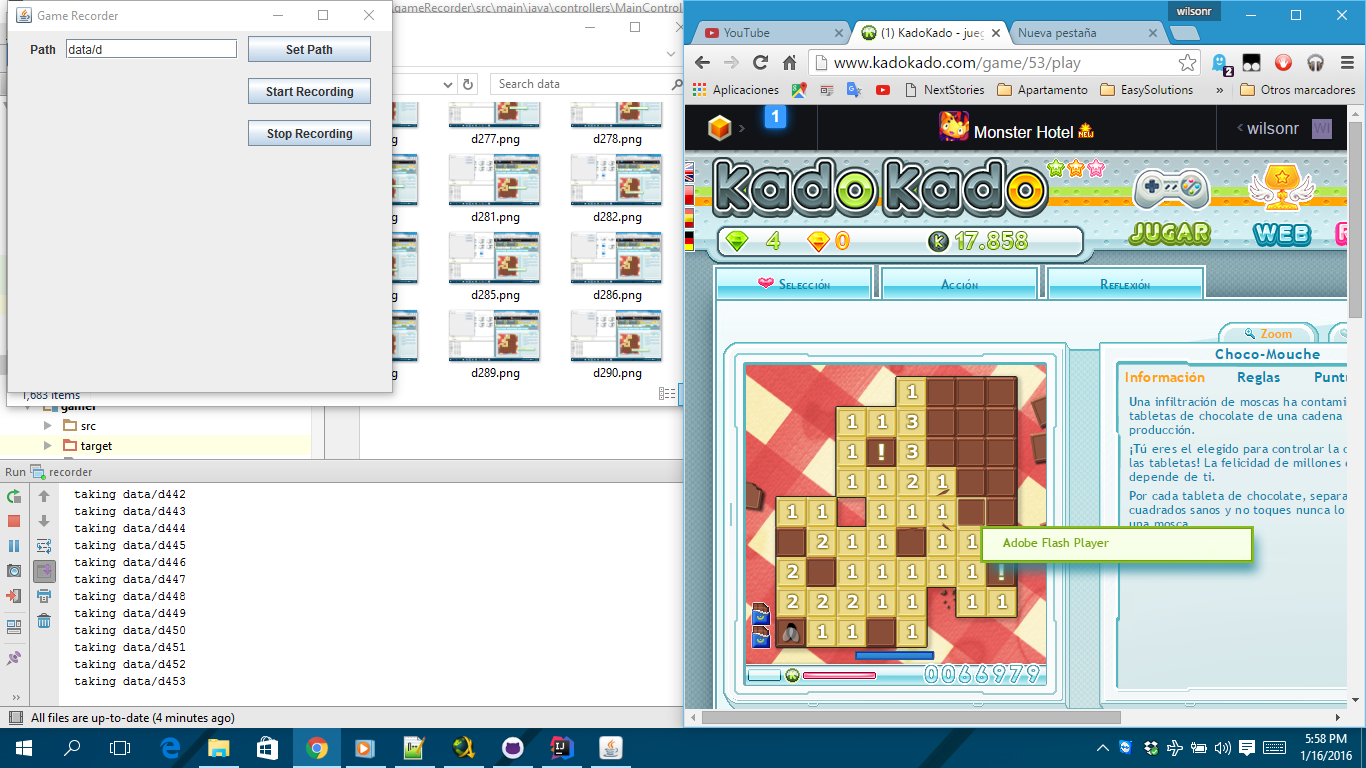 Game Recorder
Path
data/d
Set Path
Start Recording
Stop Recording
.gameRecorder\src\main\java\controllers\MainControl
Search data
d277.png
d278.png
d281.png
d282.png
d285.png
d286.png
d289.png
d290.png
1,683 items
gamer
src
target
Run
recorder
taking data/d442
taking data/d443
taking data/d444
taking data/d445
taking data/d446
taking data/d447
taking data/d448
taking data/d449
taking data/d450
taking data/d451
taking data/d452
taking data/d453
All files are up-to-date (4 minutes ago)
wilsonr
YouTube
(1) KadoKado - jueg
Nueva pestaña
www.kadokado.com/game/53/play
2
Aplicaciones
NextStories
Apartamento
EasySolutions
»
Otros marcadores
1
Monster Hotel
NEW
wilsonr
WI
KadoKado
4
0
K
17.858
JUGAR
WEB
Selección
Acción
Reflexión
Zoom
Choco-Mouche
Información
Reglas
Puntu
Una infiltración de moscas ha contami
tabletas de chocolate de una cadena
producción.
¡Tú eres el elegido para controlar la c
las tabletas! La felicidad de millones
depende de ti.
Por cada tableta de chocolate, separa
cuadrados sanos y no toques nunca lo
una mosca
Adobe Flash Player
1
1 1 3
1 ! 3
1 1 2 1
1 1 1 1 1
2 1 1 1 1
2 1 1 1 1 1 !
2 2 2 1 1 1 1
1 1 1
0066979
5:58 PM
1/16/2016